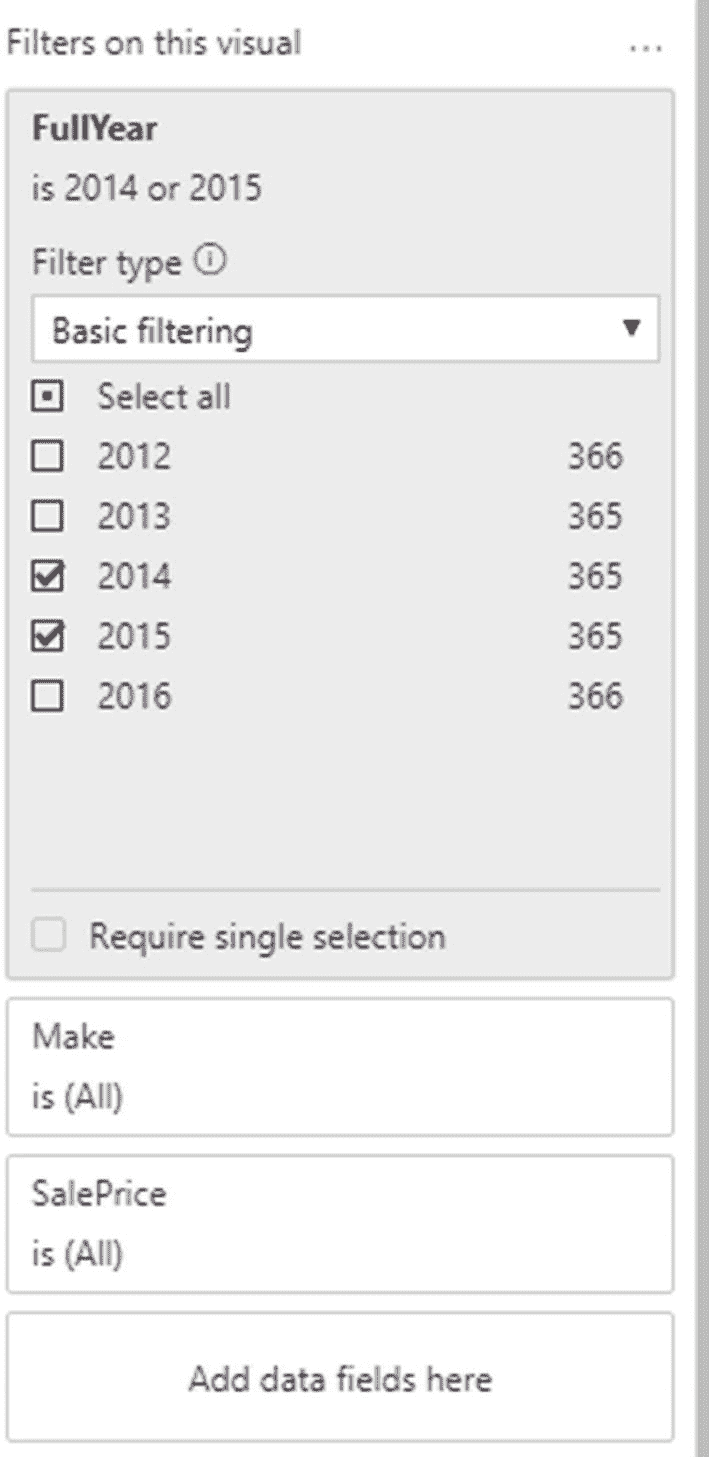 Filters on this visual ...
FullYear
is 2014 or 2015
Filter type
Basic filtering
Select all
2012 366
2013 365
2014 365
2015 365
2016 366
Require single selection
Make
is (All)
SalePrice
is (All)
Add data fields here